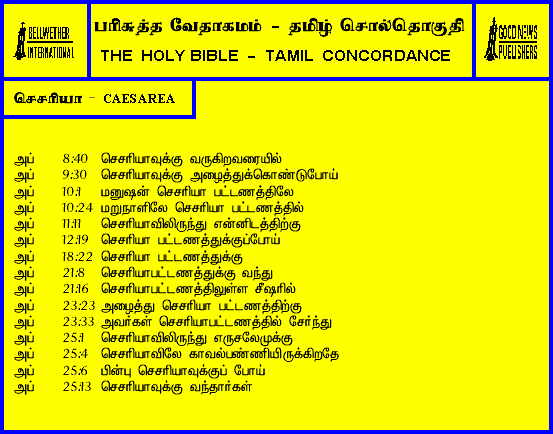 BELLWETHER
INTERNATIONAL
பரிசுத்த வேதாகமம் - தமிழ் சொல்தொகுதி
THE HOLY BIBLE - TAMIL CONCORDANCE
GOOD NEWS
PUBLISHERS
செசரியா - CAESAREA
அப் 8:40 செசரியாவுக்கு வருகிறவரையில்
அப் 9:30 செசரியாவுக்கு அழைத்துக்கொண்டுபோய்
அப் 10:1 மனுஷன் செசரியா பட்டணத்திலே
அப் 10:24 மறுநாளிலே செசரியா பட்டணத்தில்
அப் 11:11 செசரியாவிலிருந்து என்னிடத்திற்கு
அப் 12:19 செசரியா பட்டணத்துக்குப்போய்
அப் 18:22 செசரியா பட்டணத்துக்கு
அப் 21:8 செசரியாபட்டணத்துக்கு வந்து
அப் 21:16 செசரியாபட்டணத்திலுள்ள சீஷரில்
அப் 23:23 அழைத்து செசரியா பட்டணத்திற்கு
அப் 23:33 அவர்கள் செசரியாபட்டணத்தில் சேர்ந்து
அப் 25:1 செசரியாவிலிருந்து எருசலேமுக்கு
அப் 25:4 செசரியாவிலே காவல்பண்ணியிருக்கிறதே
அப் 25:6 பின்பு செசரியாவுக்குப் போய்
அப் 25:13 செசரியாவுக்கு வந்தார்கள்